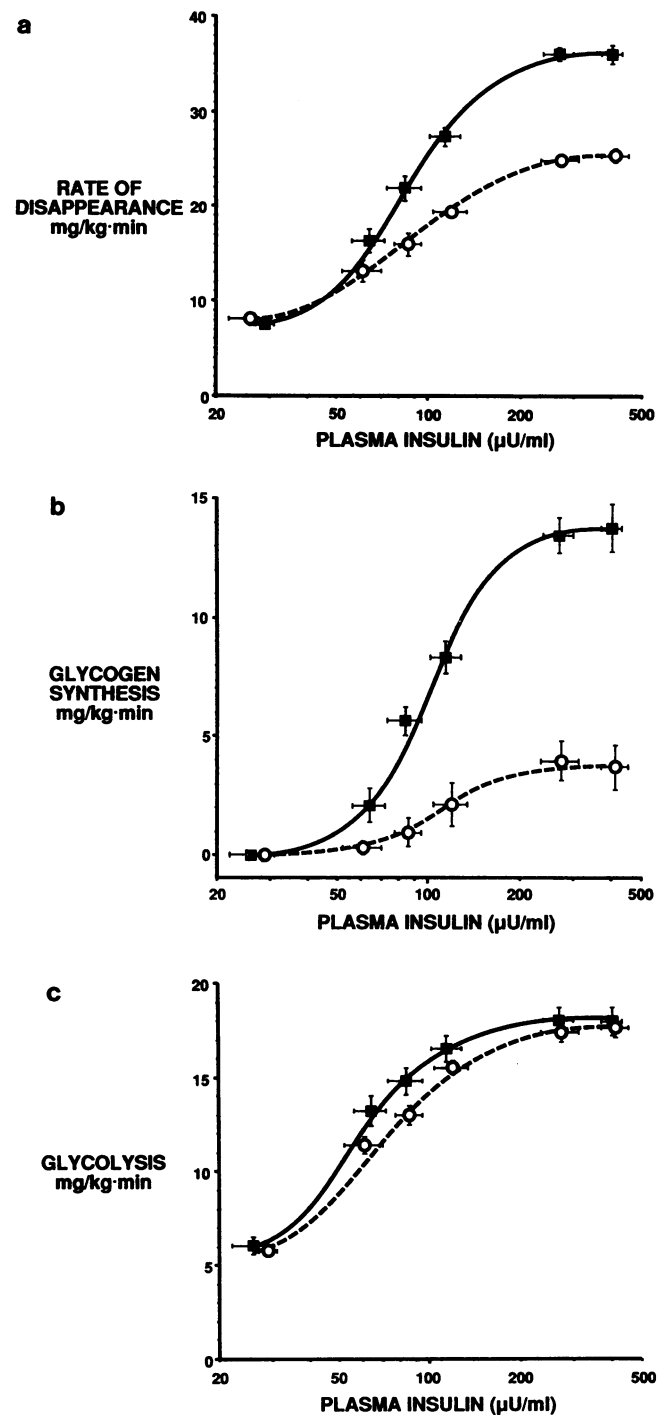 a
40
30
20
10
0
RATE OF
DISAPPEARANCE
mg/kg·min
20 50 100 200 500
PLASMA INSULIN (µU/ml)
b
15
10
5
0
GLYCOGEN
SYNTHESIS
mg/kg·min
20 50 100 200 500
PLASMA INSULIN (µU/ml)
c
20
15
10
5
0
GLYCOLYSIS
mg/kg·min
20 50 100 200 500
PLASMA INSULIN (µU/ml)